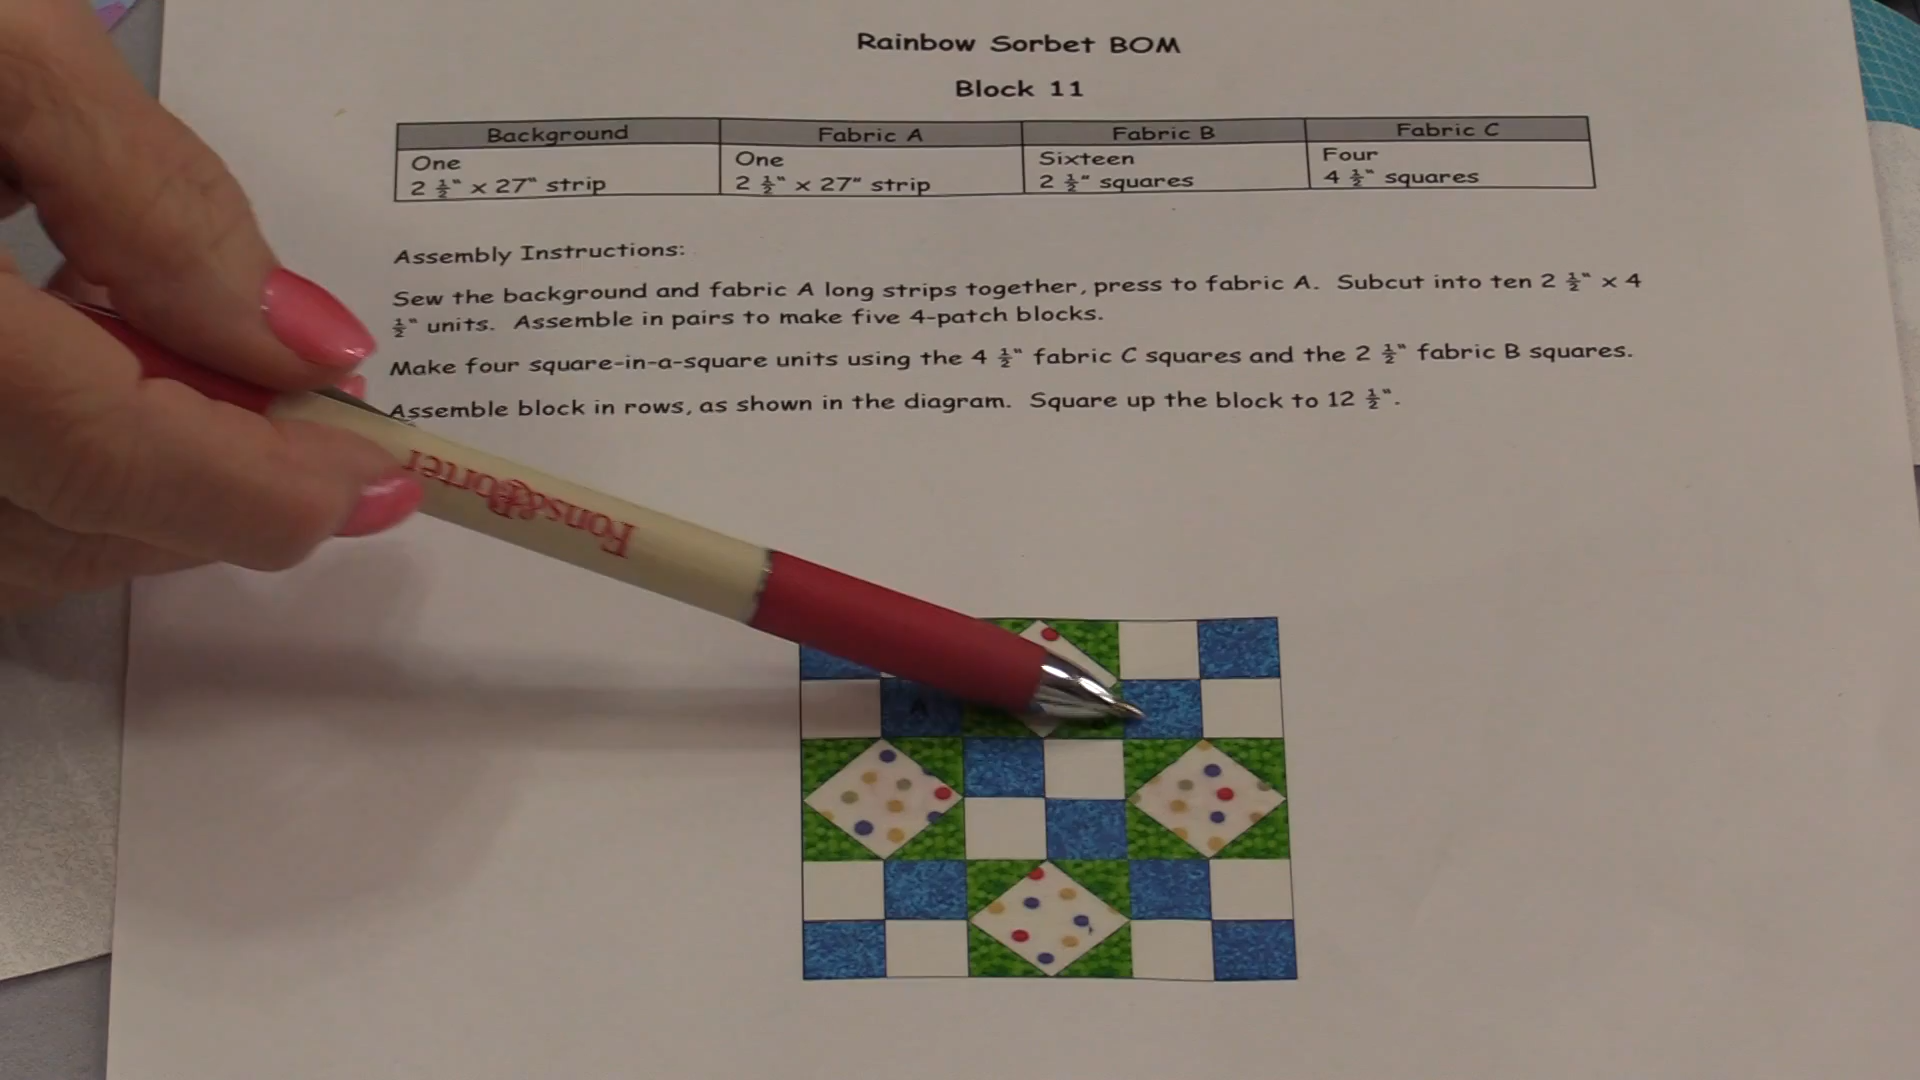 Rainbow Sorbet BOM
Block 11
Background Fabric A Fabric B Fabric C
One One Sixteen Four
2 ½" x 27" strip 2 ½" x 27" strip 2 ½" squares 4 ½" squares
Assembly Instructions:
Sew the background and fabric A long strips together, press to fabric A. Subcut into ten 2 ½" x 4
½" units. Assemble in pairs to make five 4-patch blocks.
Make four square-in-a-square units using the 4 ½" fabric C squares and the 2 ½" fabric B squares.
Assemble block in rows, as shown in the diagram. Square up the block to 12 ½".
Fons&Porter
A